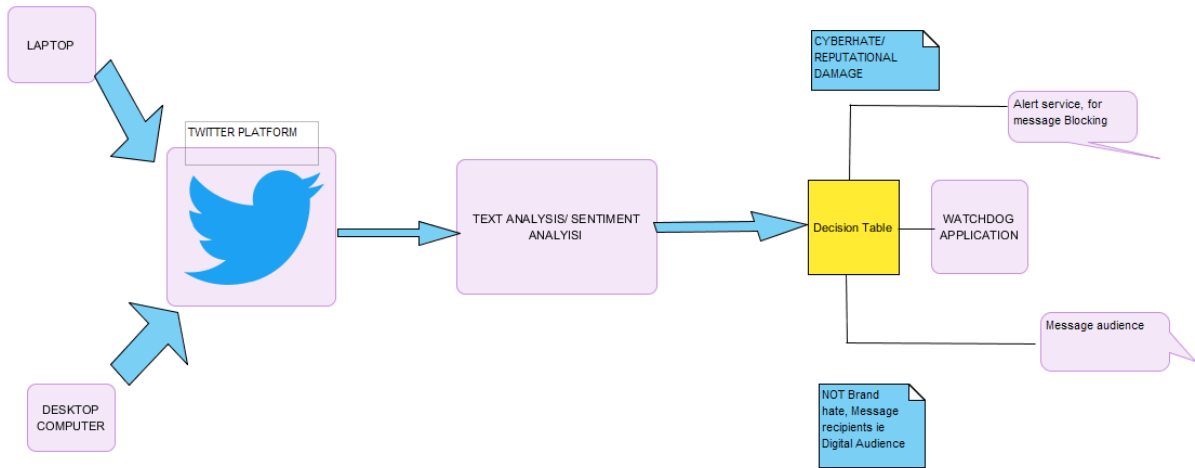 LAPTOP
TWITTER PLATFORM
DESKTOP
COMPUTER
TEXT ANALYSIS/ SENTIMENT
ANALYISI
CYBERHATE/
REPUTATIONAL
DAMAGE
Decision Table
Alert service, for
message Blocking
WATCHDOG
APPLICATION
Message audience
NOT Brand
hate, Message
recipients ie
Digital Audience